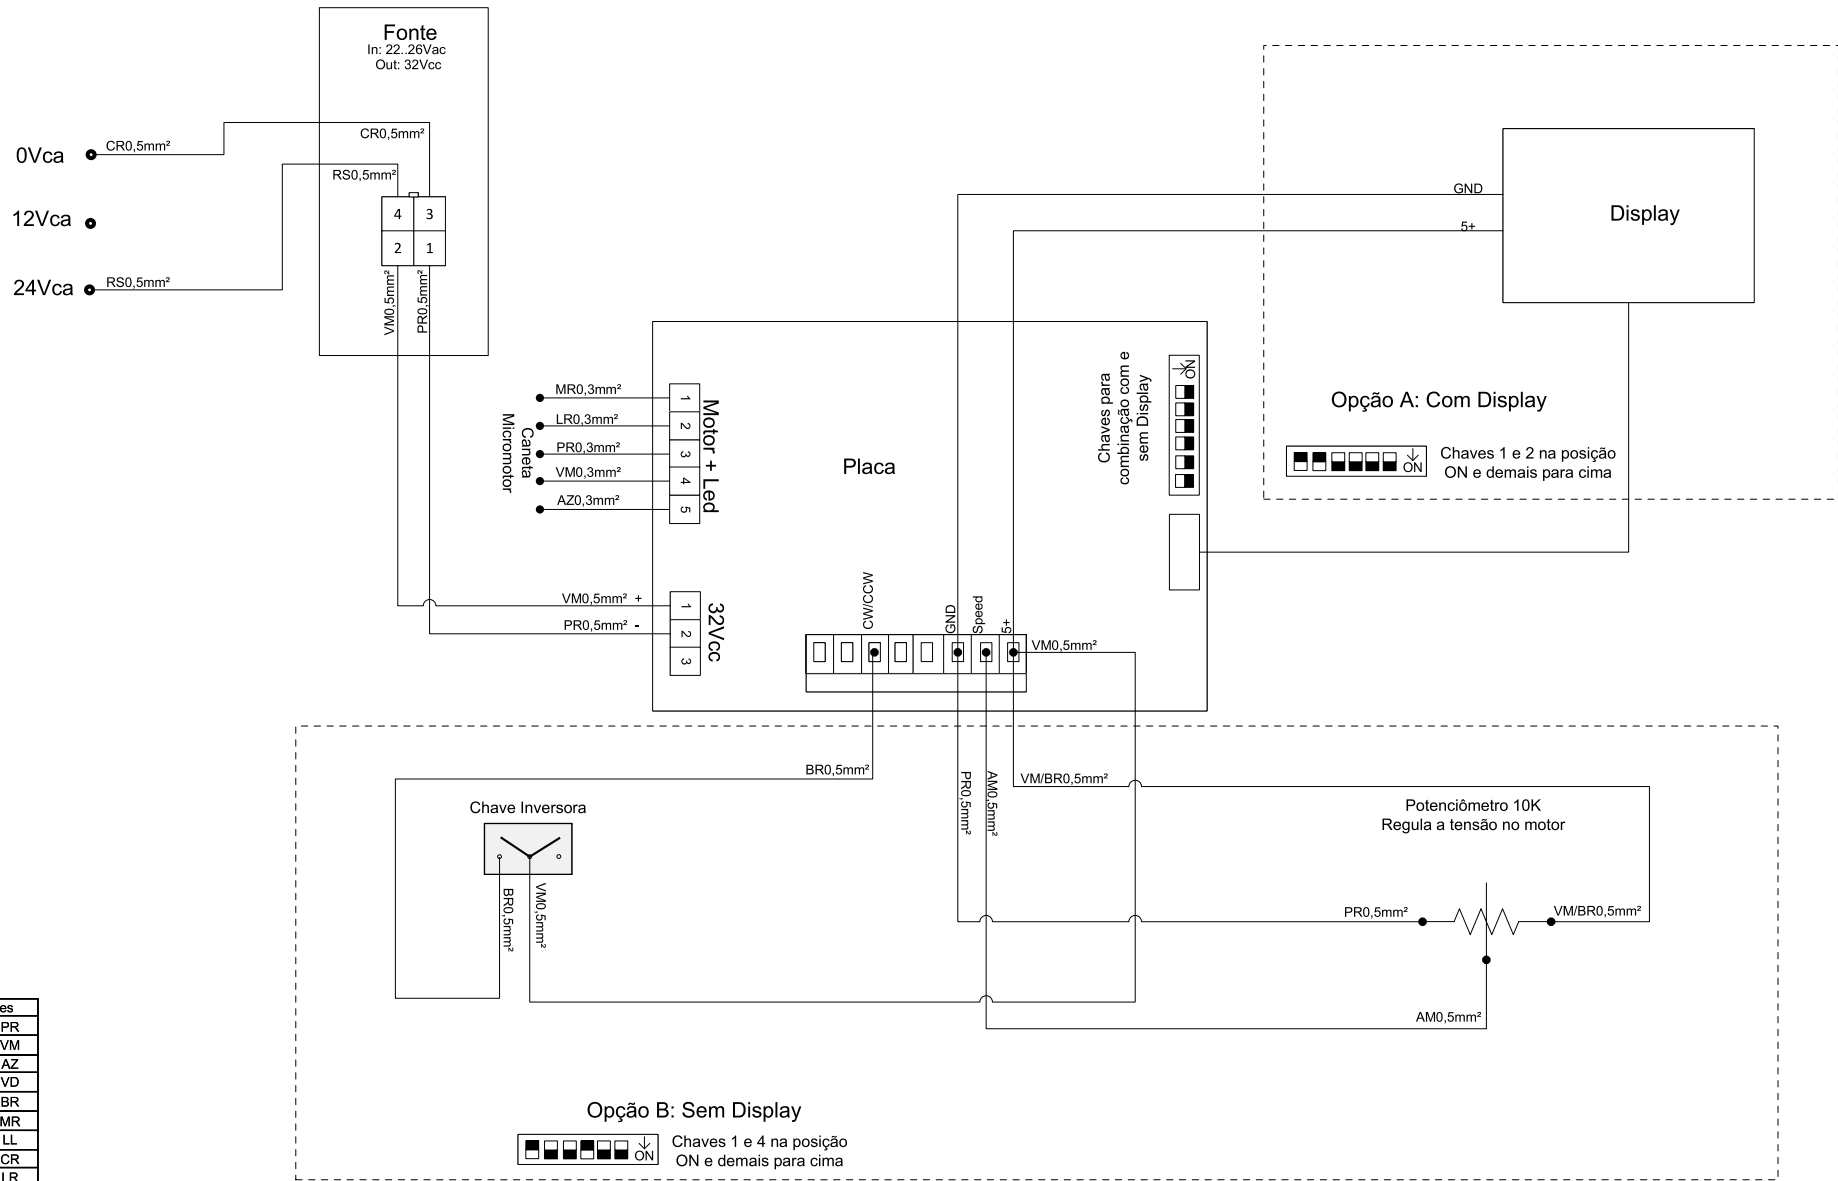 Fonte
In: 22..26Vac
Out: 32Vcc
CR0,5mm²
RS0,5mm²
4
3
2
1
VM0,5mm²
PR0,5mm²
0Vca
CR0,5mm²
12Vca
24Vca
RS0,5mm²
GND
5+
Display
Opção A: Com Display
ON
Chaves 1 e 2 na posição
ON e demais para cima
MR0,3mm²
LR0,3mm²
PR0,3mm²
VM0,3mm²
AZ0,3mm²
Caneta
Micromotor
1
2
3
4
5
Motor + Led
Placa
Chaves para
combinação com e
sem Display
ON
VM0,5mm² +
PR0,5mm² -
1
2
3
32Vcc
CW/CCW
GND
Speed
5+
VM0,5mm²
BR0,5mm²
PR0,5mm²
AM0,5mm²
VM/BR0,5mm²
Chave Inversora
BR0,5mm²
VM0,5mm²
Potenciômetro 10K
Regula a tensão no motor
PR0,5mm²
VM/BR0,5mm²
AM0,5mm²
Opção B: Sem Display
ON
Chaves 1 e 4 na posição
ON e demais para cima
es
PR
VM
AZ
VD
BR
MR
LL
CR
LR